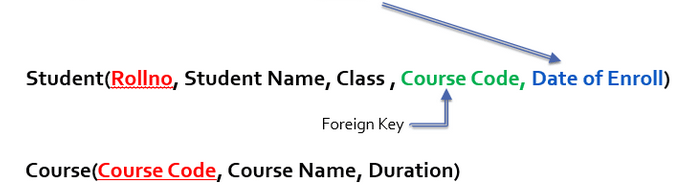 Student(Rollno, Student Name, Class , Course Code, Date of Enroll)
Foreign Key
Course(Course Code, Course Name, Duration)